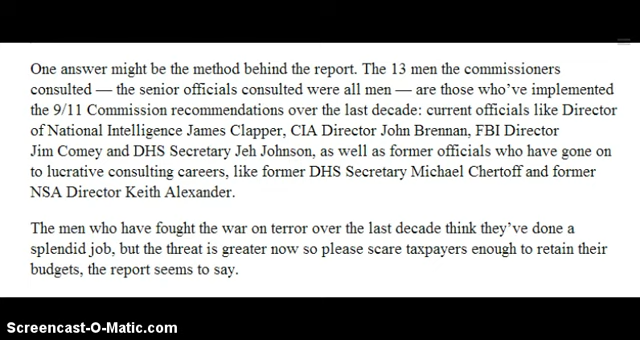 One answer might be the method behind the report. The 13 men the commissioners
consulted — the senior officials consulted were all men — are those who've implemented
the 9/11 Commission recommendations over the last decade: current officials like Director
of National Intelligence James Clapper, CIA Director John Brennan, FBI Director
Jim Comey and DHS Secretary Jeh Johnson, as well as former officials who have gone on
to lucrative consulting careers, like former DHS Secretary Michael Chertoff and former
NSA Director Keith Alexander.
The men who have fought the war on terror over the last decade think they've done a
splendid job, but the threat is greater now so please scare taxpayers enough to retain their
budgets, the report seems to say.
Screencast-O-Matic.com